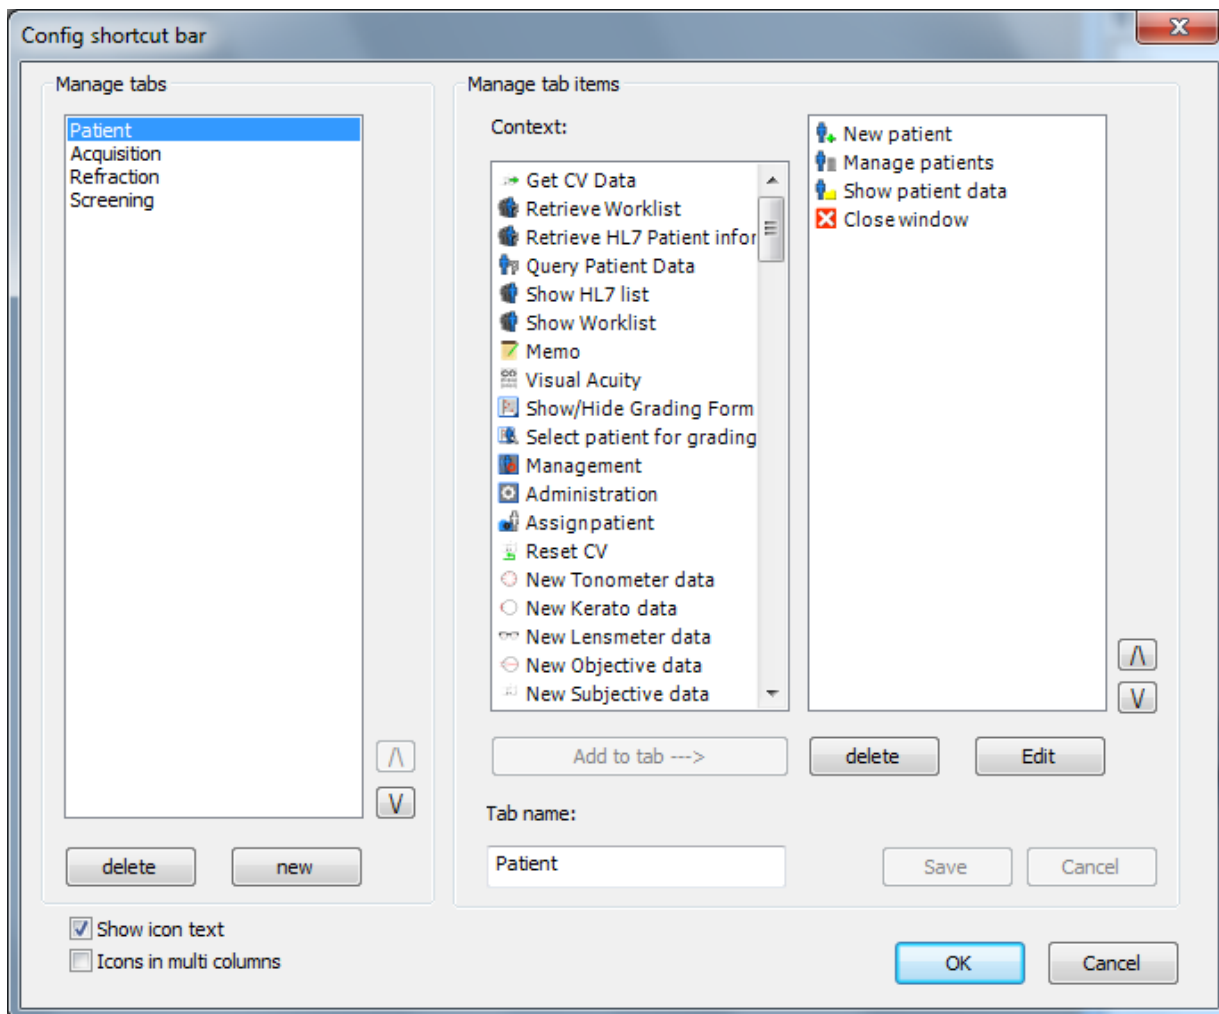 Config shortcut bar
x
Manage tabs
Patient
Acquisition
Refraction
Screening
/\
V
delete
new
Manage tab items
Context:
Get CV Data
Retrieve Worklist
Retrieve HL7 Patient infor
Query Patient Data
Show HL7 list
Show Worklist
Memo
Visual Acuity
Show/Hide Grading Form
Select patient for grading
Management
Administration
Assign patient
Reset CV
New Tonometer data
New Kerato data
New Lensmeter data
New Objective data
New Subjective data
New patient
Manage patients
Show patient data
Close window
/\
V
Add to tab --->
delete
Edit
Tab name:
Patient
Save
Cancel
Show icon text
Icons in multi columns
OK
Cancel